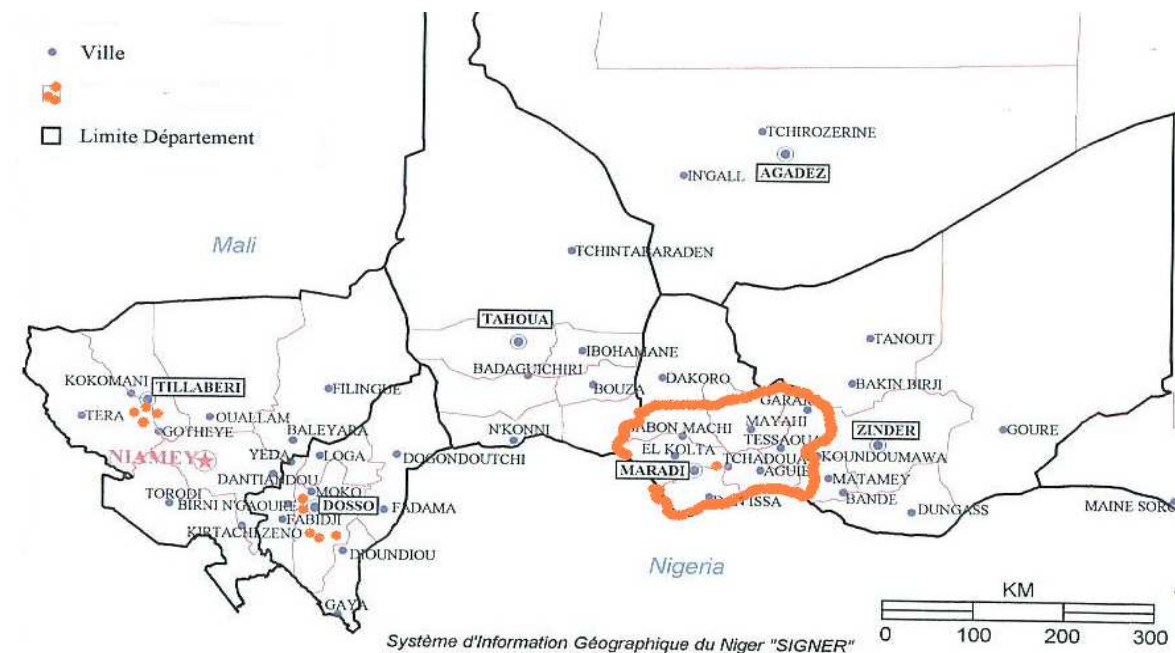 Ville
Limite Département
TCHIROZERINE
AGADEZ
IN'GALL
Mali
TCHINTABARADEN
TAHOUA
TANOUT
IBOHAMANE
BADAGUICHIRI
KOKOMANI
TILLABERI
FILINGUE
BOUZA
DAKORO
BAKIN BIRJI
TERA
OUALLAM
GOTHEYE
BALEYARA
N'KONNI
MAYAHI
TESSAOUA
ZINDER
GOURE
NIAMEY
YEDA
LOGA
DOGONDOUTCHI
EL KOLTA
MARADI
TCHADOUA
AGUIE
KOUNDOUMAWA
DANTIANDOU
MATAMEY
TORODI
BIRNI N'GAOURE
MOKO
DOSSO
FADAMA
BANDE
DUNGASS
MAINE SORO
KIRTACHI
ZENO
FABIDJI
DIOUNDIOU
GAYA
Nigeria
KM
0 100 200 300
Système d'Information Géographique du Niger "SIGNER"